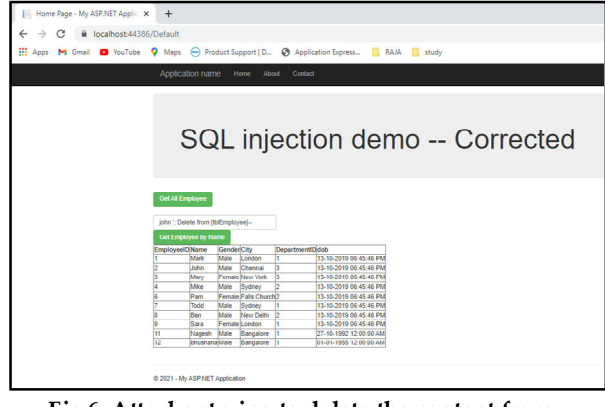 Home Page - My ASP.NET Applic × +
localhost:44386/Default
Apps Gmail YouTube Maps Product Support | D... Application Express... RAJA study
Application name Home About Contact
SQL injection demo -- Corrected
Get All Employee
john '; Delete from [tblEmployee]--
Get Employee by Name
EmployeeID Name Gender City DepartmentID dob
1 Mark Male London 1 13-10-2019 06:45:46 PM
2 John Male Chennai 3 13-10-2019 06:45:46 PM
3 Mary Female New York 3 13-10-2019 06:45:46 PM
4 Mike Male Sydney 2 13-10-2019 06:45:46 PM
6 Pam Female Falls Church 2 13-10-2019 06:45:46 PM
7 Todd Male Sydney 1 13-10-2019 06:45:46 PM
8 Ben Male New Delhi 2 13-10-2019 06:45:46 PM
9 Sara Female London 1 13-10-2019 06:45:46 PM
11 Nagesh Male Bangalore 1 27-10-1992 12:00:00 AM
12 Bhushana Male Bangalore 1 01-01-1955 12:00:00 AM
© 2021 - My ASP.NET Application